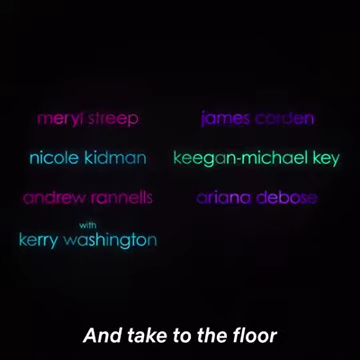 meryl streep
james corden
nicole kidman
keegan-michael key
andrew rannells
ariana debose
with
kerry washington
And take to the floor